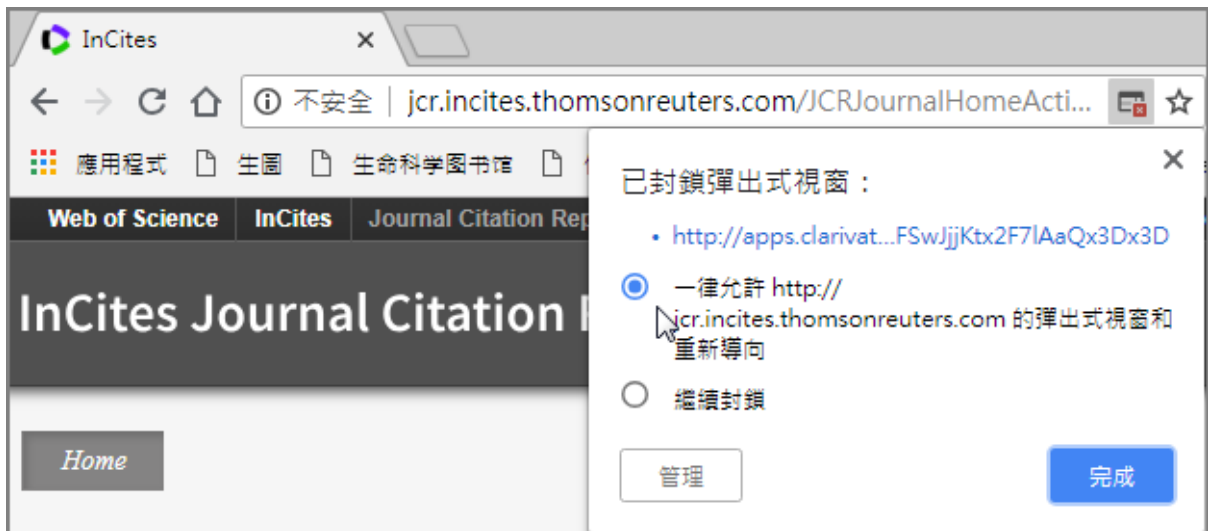 InCites
不安全 | jcr.incites.thomsonreuters.com/JCRJournalHomeActi...
應用程式 生圖 生命科学图书馆
Web of Science InCites Journal Citation Rep
InCites Journal Citation
Home
已封鎖彈出式視窗：
• http://apps.clarivat...FSwJjjKtx2F7lAaQx3Dx3D
一律允許 http://
jcr.incites.thomsonreuters.com 的彈出式視窗和
重新導向
繼續封鎖
管理 完成